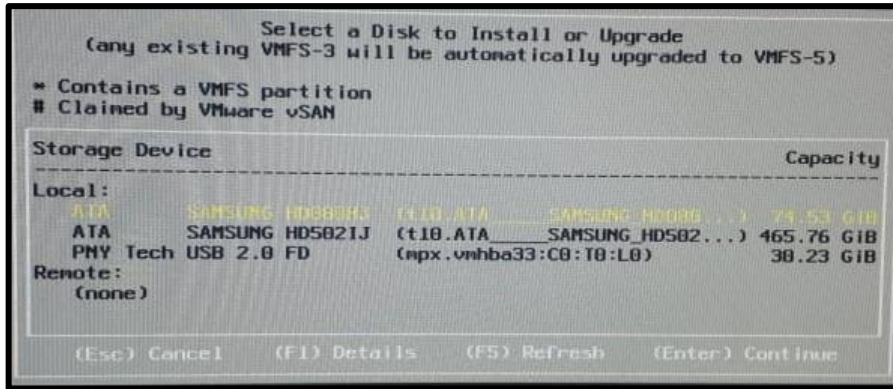 Select a Disk to Install or Upgrade
(any existing VMFS-3 will be automatically upgraded to VMFS-5)
* Contains a VMFS partition
# Claimed by VMware vSAN
Storage Device Capacity
Local:
ATA SAMSUNG HD080HJ (t10.ATA_____SAMSUNG_HD080...) 74.53 GiB
ATA SAMSUNG HD502IJ (t10.ATA_____SAMSUNG_HD502...) 465.76 GiB
PNY Tech USB 2.0 FD (mpx.vmhba33:C0:T0:L0) 30.23 GiB
Remote:
(none)
(Esc) Cancel (F1) Details (F5) Refresh (Enter) Continue